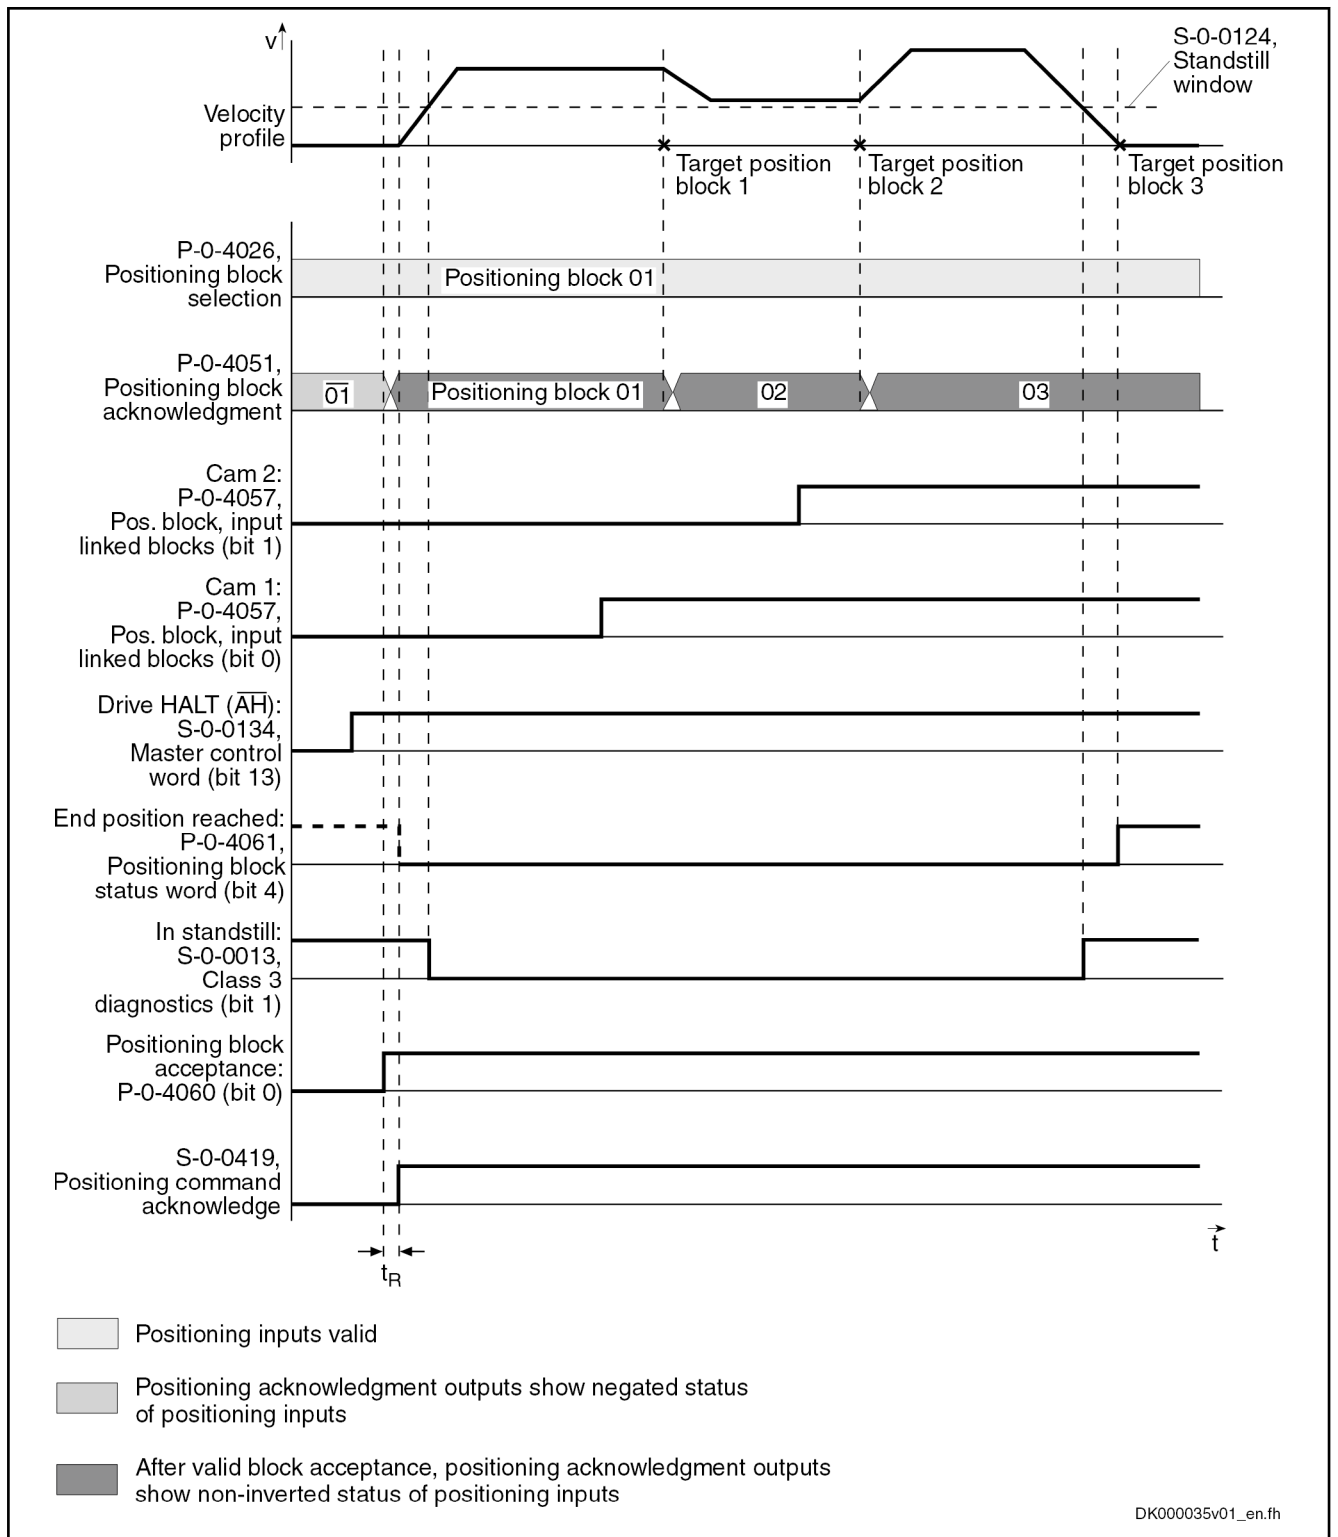 v
S-0-0124,
Standstill
window
Velocity
profile
Target position
block 1
Target position
block 2
Target position
block 3
P-0-4026,
Positioning block
selection
Positioning block 01
P-0-4051,
Positioning block
acknowledgment
0̅1̅
Positioning block 01
02
03
Cam 2:
P-0-4057,
Pos. block, input
linked blocks (bit 1)
Cam 1:
P-0-4057,
Pos. block, input
linked blocks (bit 0)
Drive HALT (A̅H̅):
S-0-0134,
Master control
word (bit 13)
End position reached:
P-0-4061,
Positioning block
status word (bit 4)
In standstill:
S-0-0013,
Class 3
diagnostics (bit 1)
Positioning block
acceptance:
P-0-4060 (bit 0)
S-0-0419,
Positioning command
acknowledge
t
tR
Positioning inputs valid
Positioning acknowledgment outputs show negated status
of positioning inputs
After valid block acceptance, positioning acknowledgment outputs
show non-inverted status of positioning inputs
DK000035v01_en.fh